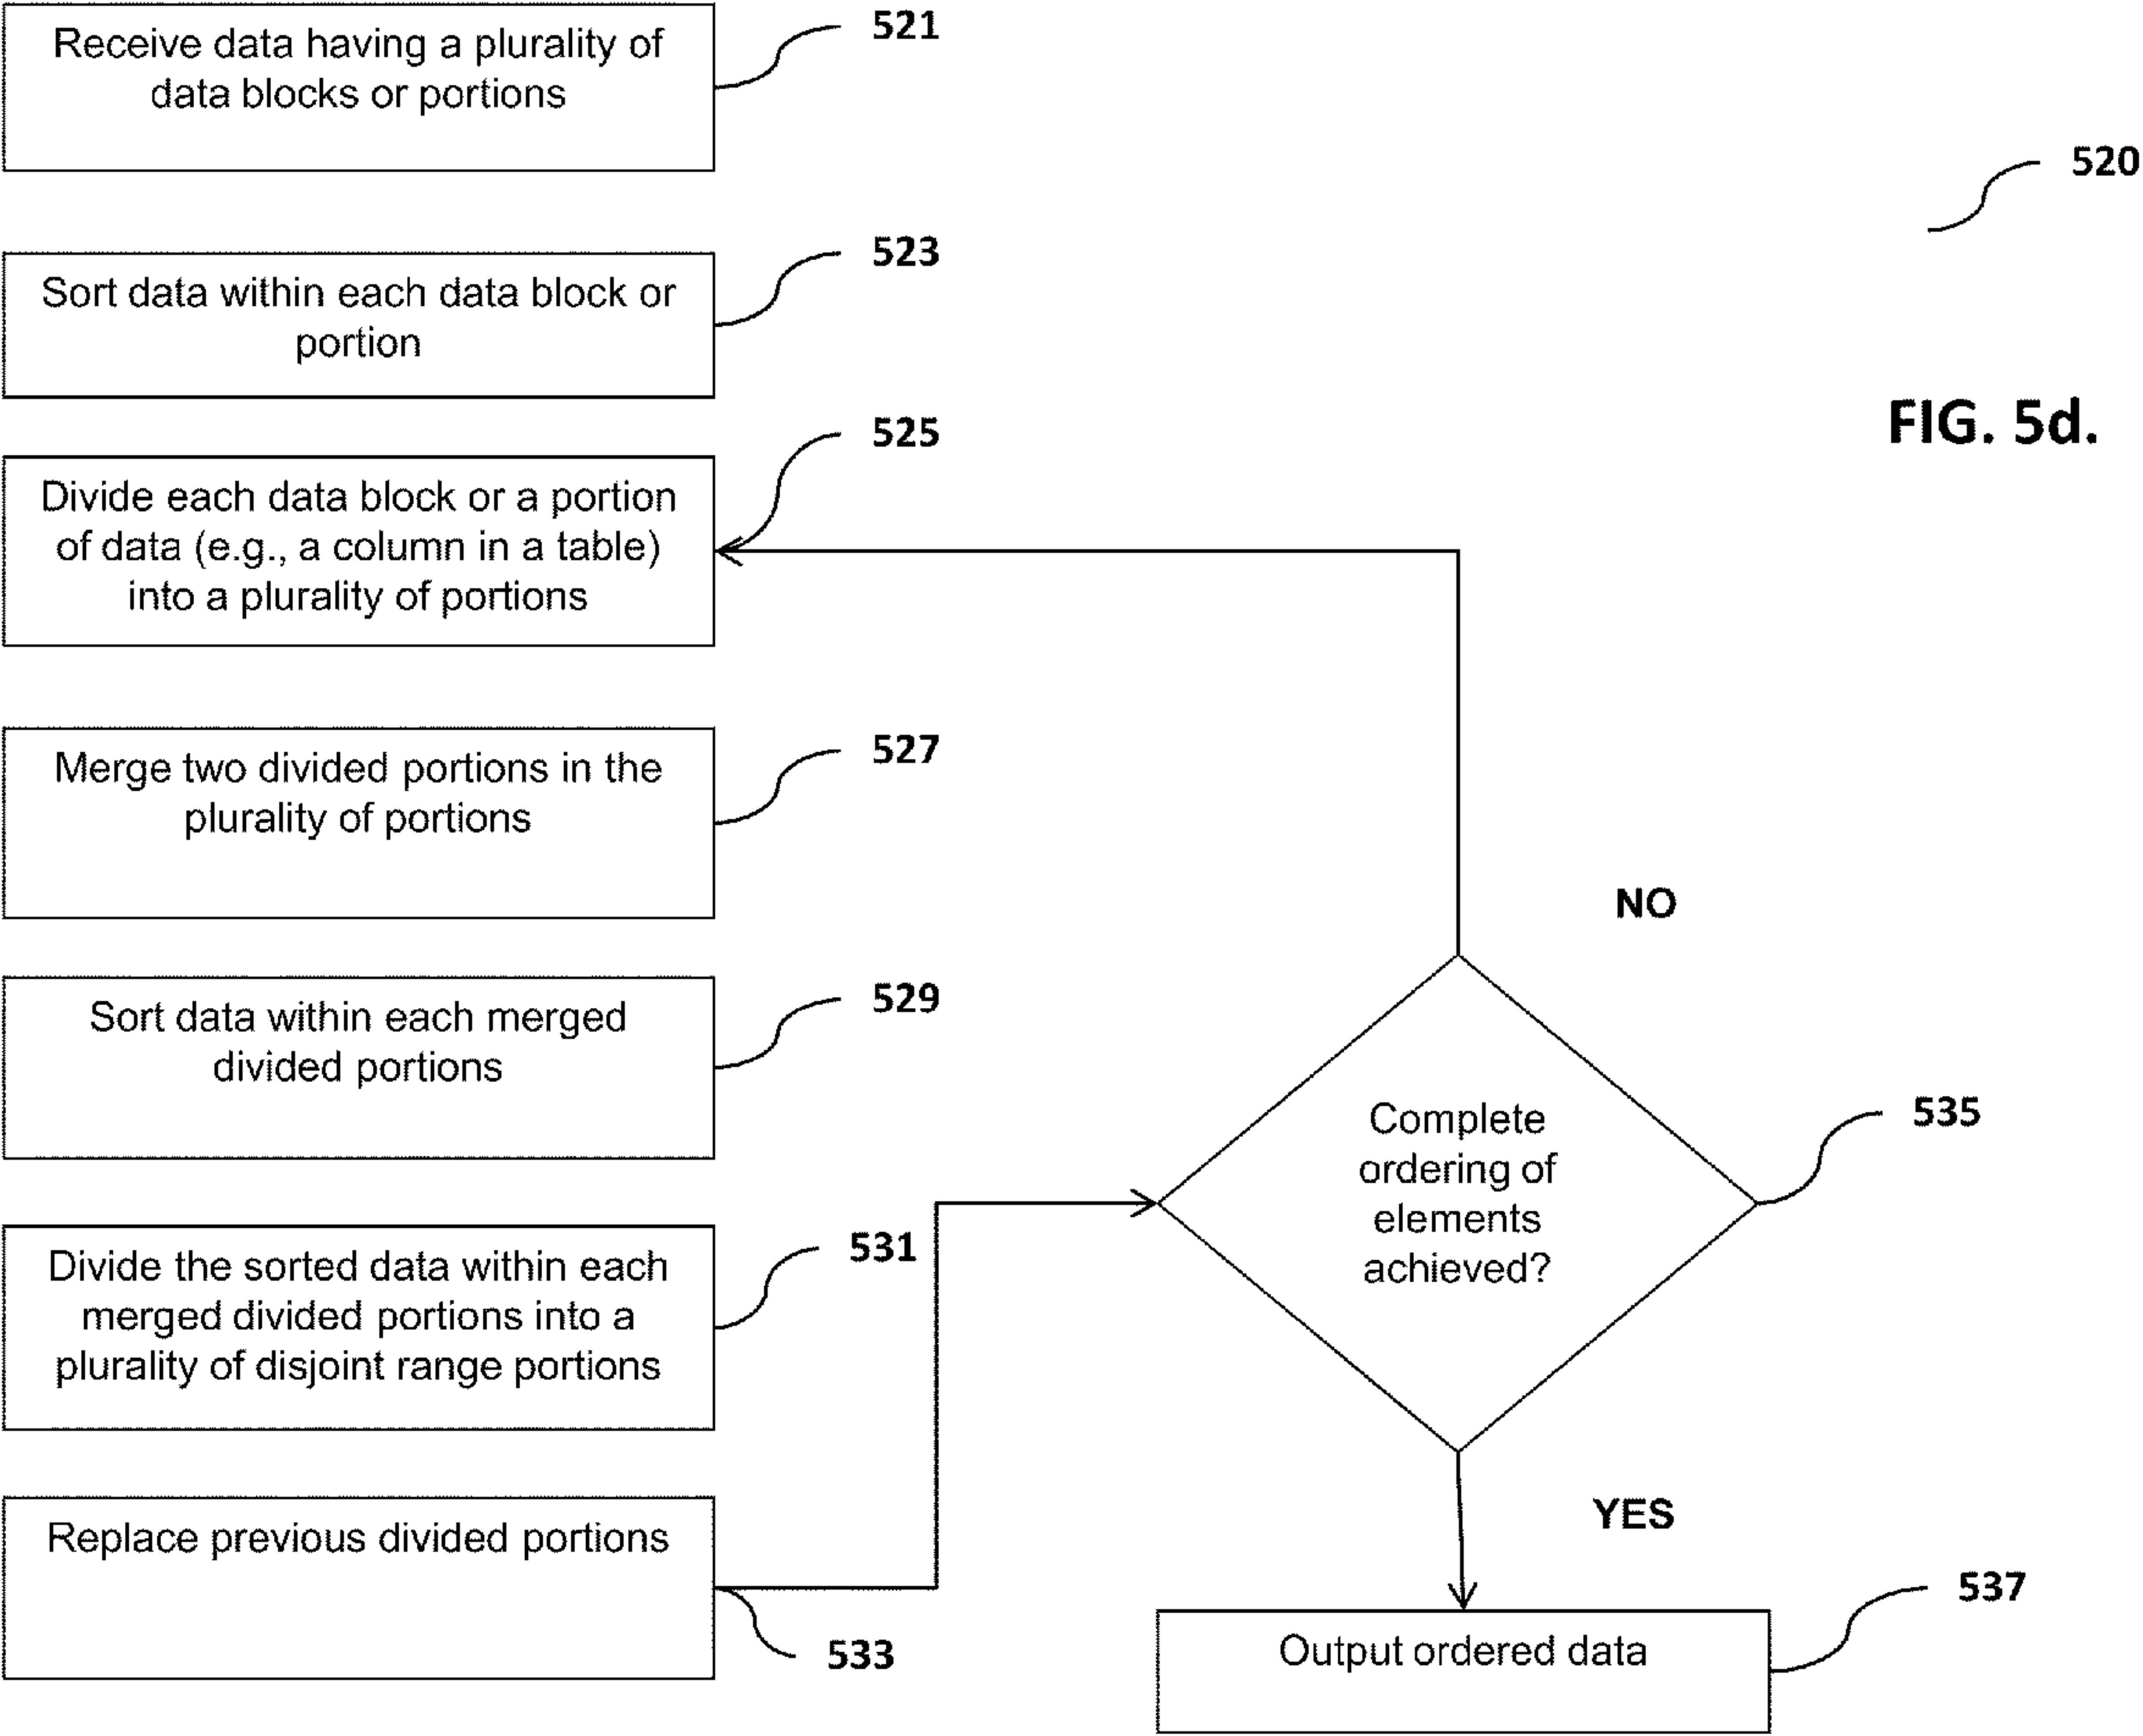 Receive data having a plurality of
data blocks or portions
521
520
Sort data within each data block or
portion
523
FIG. 5d.
Divide each data block or a portion
of data (e.g., a column in a table)
into a plurality of portions
525
Merge two divided portions in the
plurality of portions
527
NO
Sort data within each merged
divided portions
529
Complete
ordering of
elements
achieved?
535
Divide the sorted data within each
merged divided portions into a
plurality of disjoint range portions
531
Replace previous divided portions
533
YES
Output ordered data
537